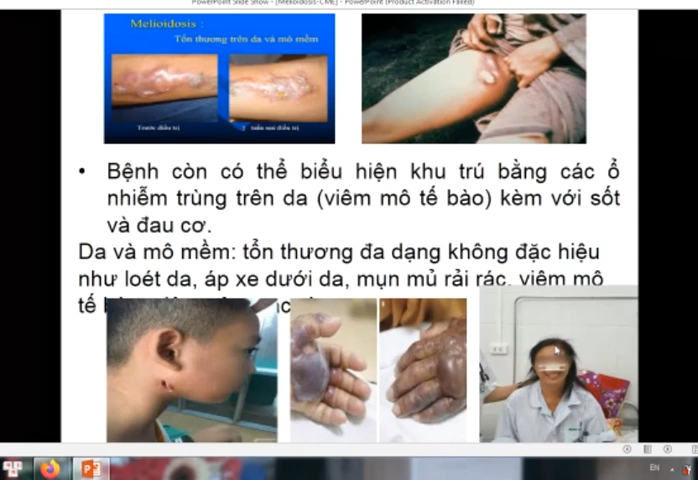 PowerPoint Slide Show - [Melioidosis-CME] - PowerPoint (Product Activation Failed)
Melioidosis :
Tổn thương trên da và mô mềm
Trước điều trị
2 tuần sau điều trị
• Bệnh còn có thể biểu hiện khu trú bằng các ổ
nhiễm trùng trên da (viêm mô tế bào) kèm với sốt
và đau cơ.
Da và mô mềm: tổn thương đa dạng không đặc hiệu
như loét da, áp xe dưới da, mụn mủ rải rác, viêm mô
tế
EN